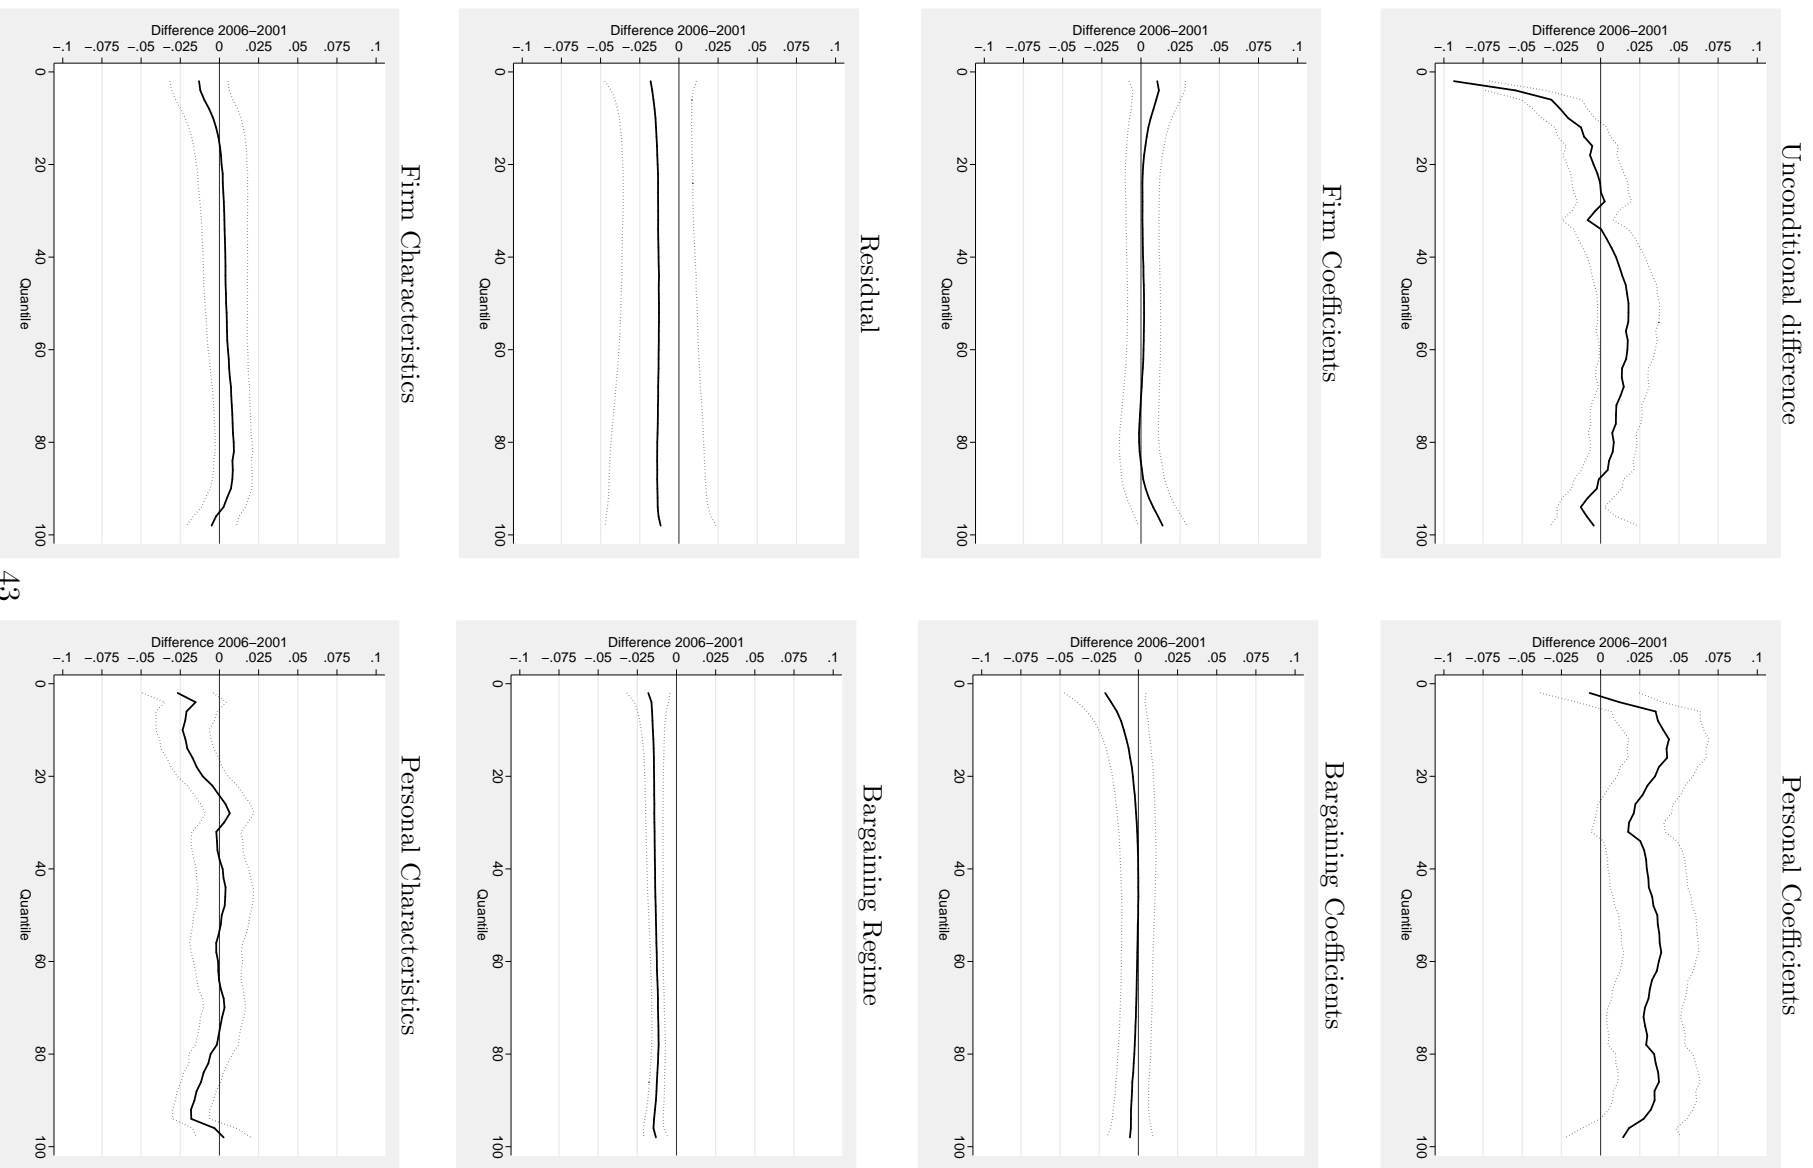 Unconditional difference
Difference 2006–2001
−.1 −.075 −.05 −.025 0 .025 .05 .075 .1
0 20 40 60 80 100
Quantile
Personal Coefficients
Difference 2006–2001
−.1 −.075 −.05 −.025 0 .025 .05 .075 .1
0 20 40 60 80 100
Quantile
Firm Coefficients
Difference 2006–2001
−.1 −.075 −.05 −.025 0 .025 .05 .075 .1
0 20 40 60 80 100
Quantile
Bargaining Coefficients
Difference 2006–2001
−.1 −.075 −.05 −.025 0 .025 .05 .075 .1
0 20 40 60 80 100
Quantile
Residual
Difference 2006–2001
−.1 −.075 −.05 −.025 0 .025 .05 .075 .1
0 20 40 60 80 100
Quantile
Bargaining Regime
Difference 2006–2001
−.1 −.075 −.05 −.025 0 .025 .05 .075 .1
0 20 40 60 80 100
Quantile
Firm Characteristics
Difference 2006–2001
−.1 −.075 −.05 −.025 0 .025 .05 .075 .1
0 20 40 60 80 100
Quantile
Personal Characteristics
Difference 2006–2001
−.1 −.075 −.05 −.025 0 .025 .05 .075 .1
0 20 40 60 80 100
Quantile
43